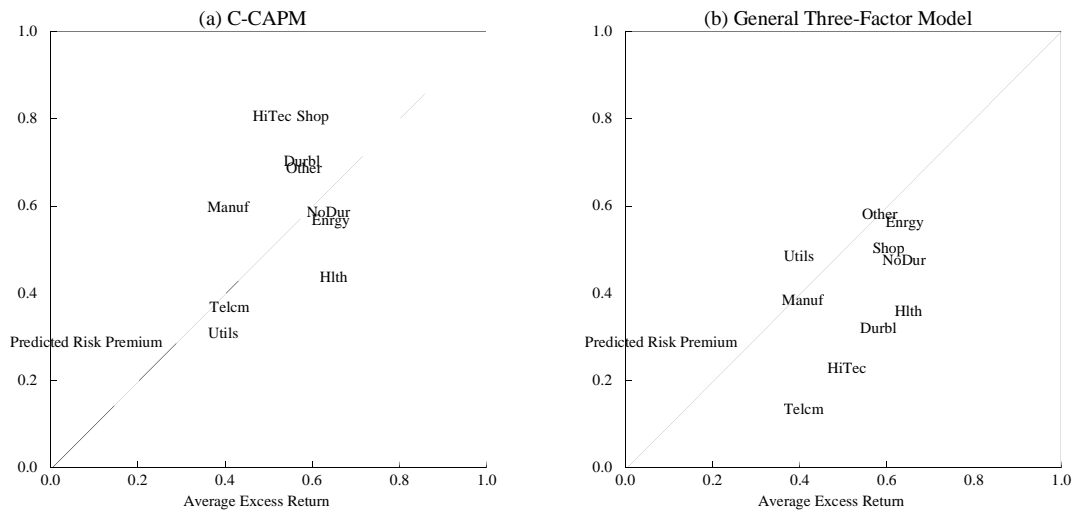 (a) C-CAPM
1.0
0.8
HiTec Shop
Durbl
Other
0.6
Manuf
NoDur
Enrgy
Hlth
0.4
Telcm
Utils
Predicted Risk Premium
0.2
0.0
0.0 0.2 0.4 0.6 0.8 1.0
Average Excess Return
(b) General Three-Factor Model
1.0
0.8
0.6
Other
Enrgy
Shop
Utils
NoDur
0.4
Manuf
Hlth
Durbl
Predicted Risk Premium
HiTec
0.2
Telcm
0.0
0.0 0.2 0.4 0.6 0.8 1.0
Average Excess Return